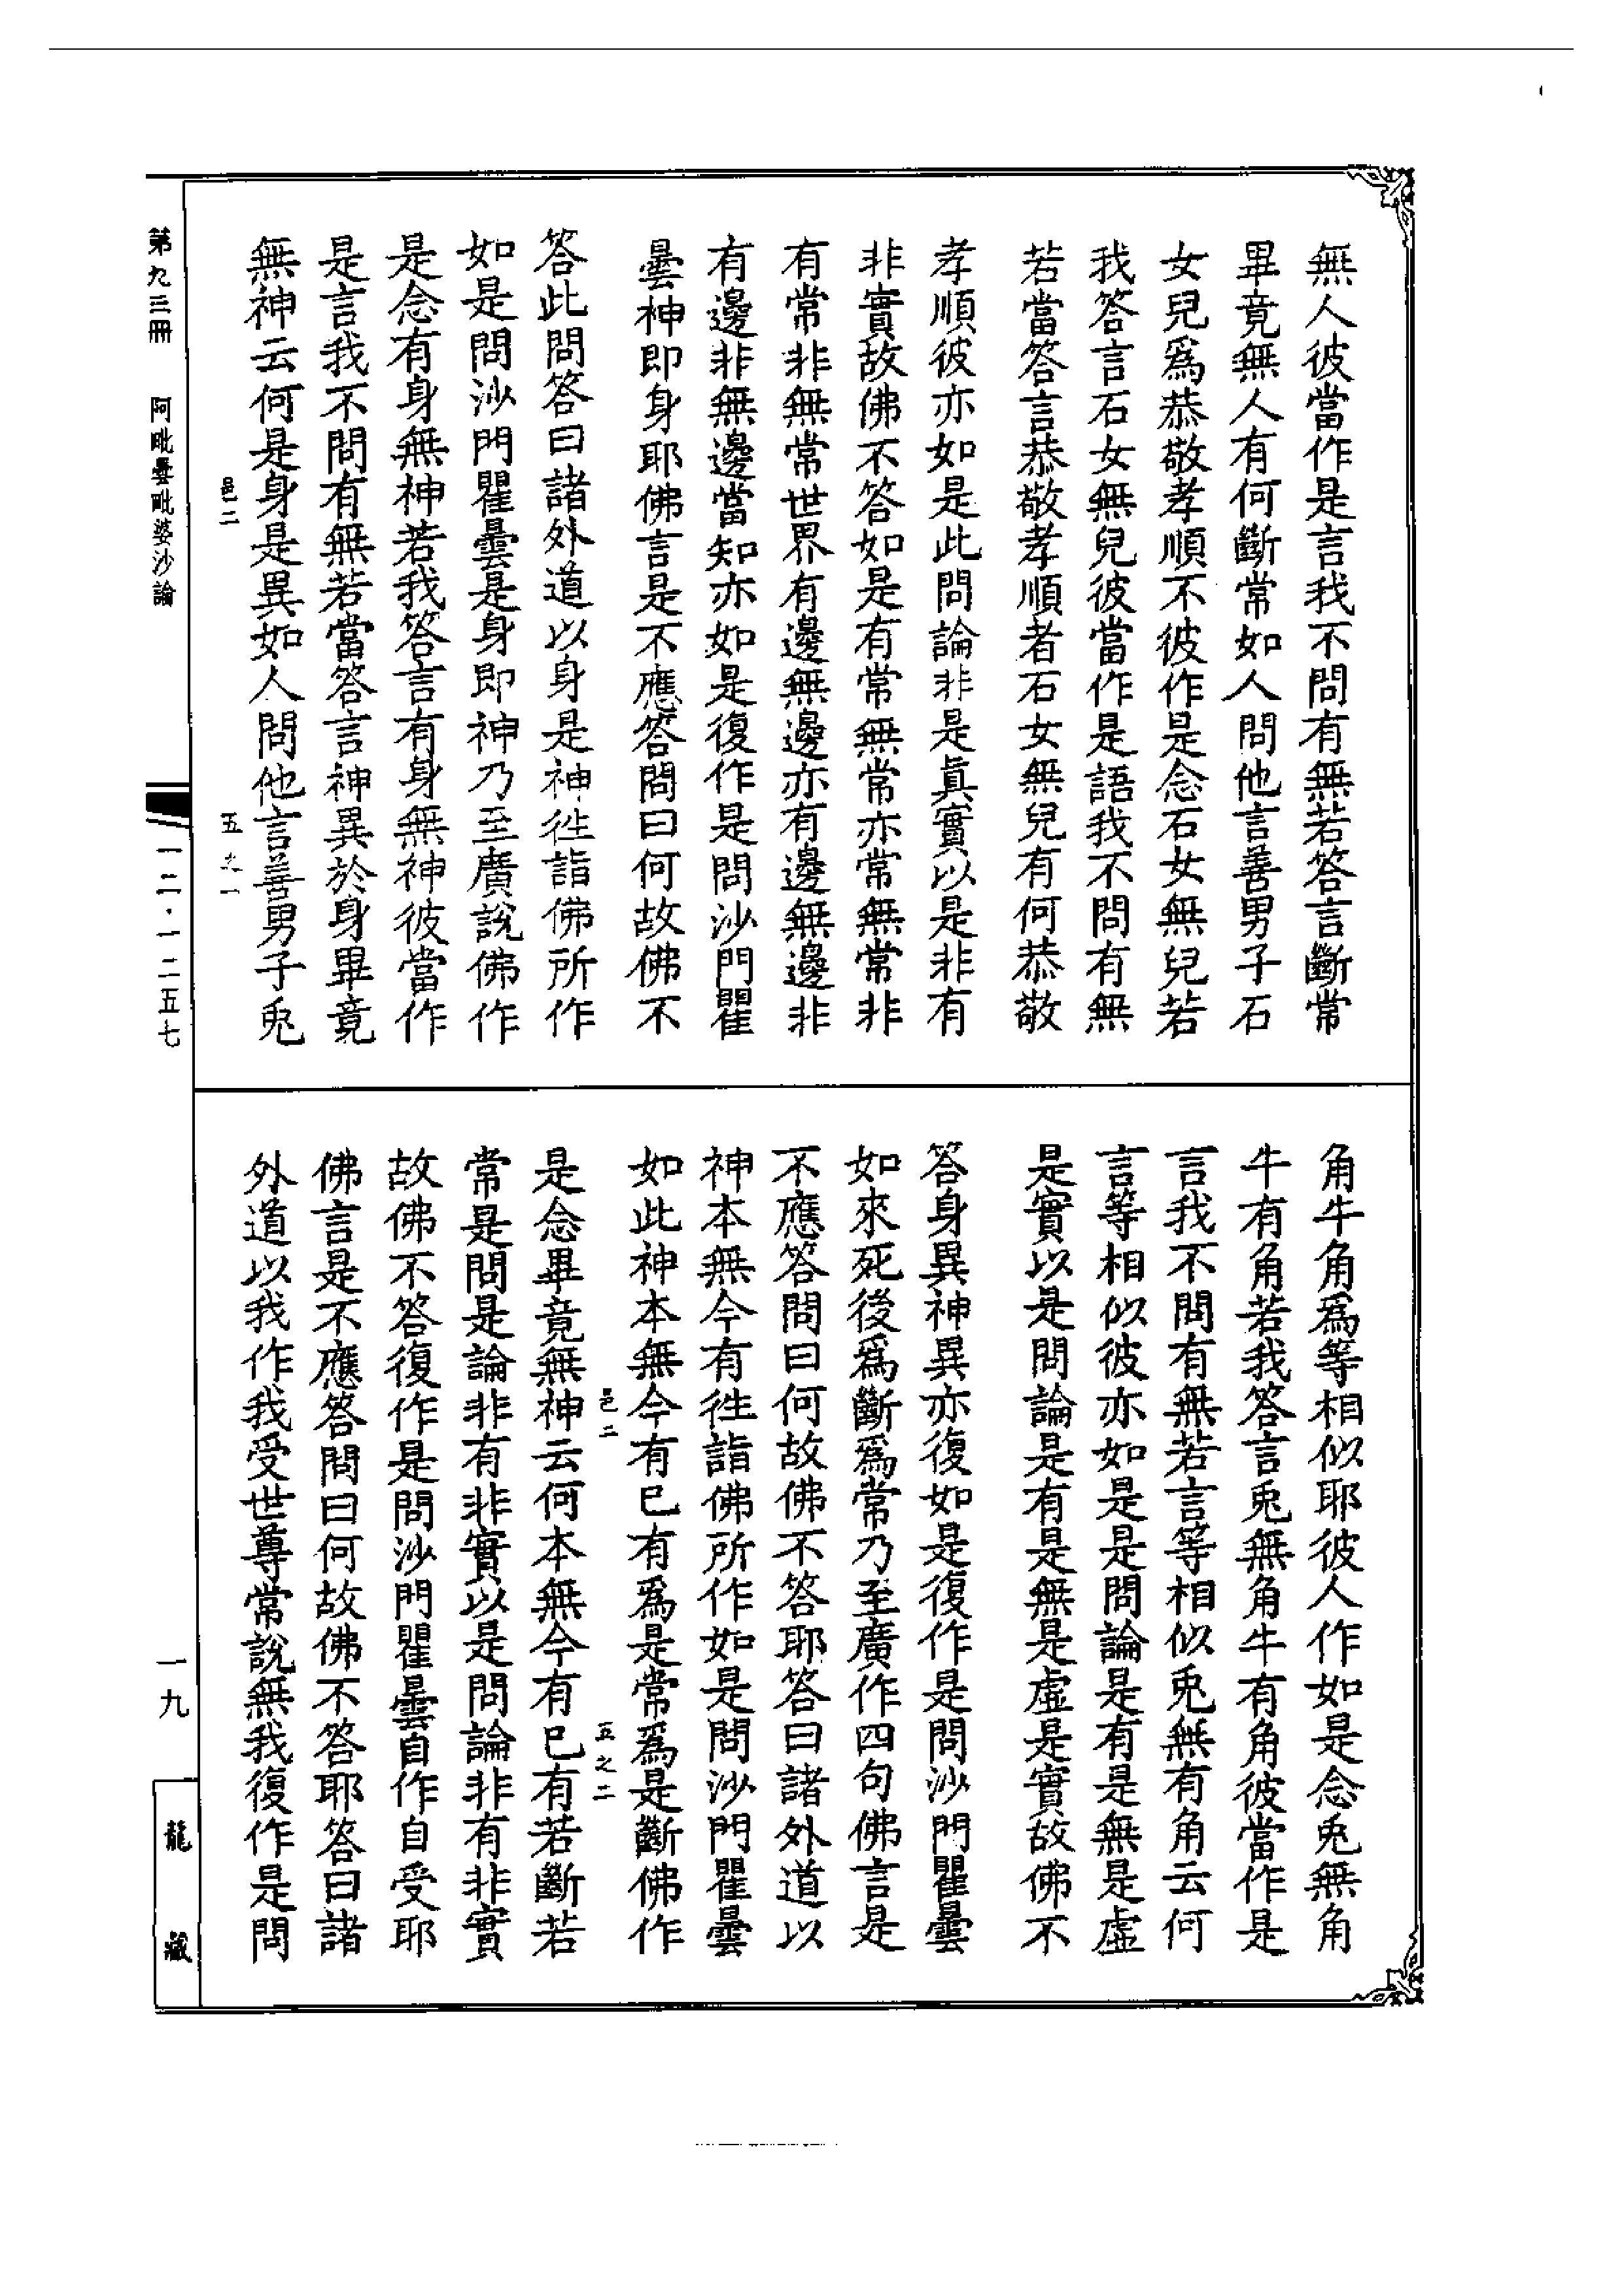 無人彼當作是言我不問有無若答言斷常
畢竟無人有何斷常如人問他言善男子石
女兒爲恭敬孝順不彼作是念石女無兒若
我答言石女無兒彼當作是語我不問有無
若當答言恭敬孝順者石女無兒有何恭敬
孝順彼亦如是此問論非是眞實以是非有
非實故佛不答如是有常無常亦常無常非
有常非無常世界有邊無邊亦有邊無邊非
有邊非無邊當知亦如是復作是問沙門瞿
曇神即身耶佛言是不應答問曰何故佛不
答此問答曰諸外道以身是神徃詣佛所作
如是問沙門瞿曇是身即神乃至廣說佛作
是念有身無神若我答言有身無神彼當作
是言我不問有無若當答言神異於身畢竟
無神云何是身是異如人問他言善男子兎
邑二 五之一
角牛角爲等相似耶彼人作如是念兎無角
牛有角若我答言兎無角牛有角彼當作是
言我不問有無若言等相似兎無有角云何
言等相似彼亦如是是問論是有是無是虛
是實以是問論是有是無是虛是實故佛不
答身異神異亦復如是復作是問沙門瞿曇
如來死後爲斷爲常乃至廣作四句佛言是
不應答問曰何故佛不答耶答曰諸外道以
神本無今有徃詣佛所作如是問沙門瞿曇
如此神本無今有已有爲是常爲是斷佛作
邑二 五之二
是念畢竟無神云何本無今有已有若斷若
常是問是論非有非實以是問論非有非實
故佛不答復作是問沙門瞿曇自作自受耶
佛言是不應答問曰何故佛不答耶答曰諸
外道以我作我受世尊常說無我復作是問
第九三冊 阿毗曇毗婆沙論
一二·一二五七
一九
龍藏